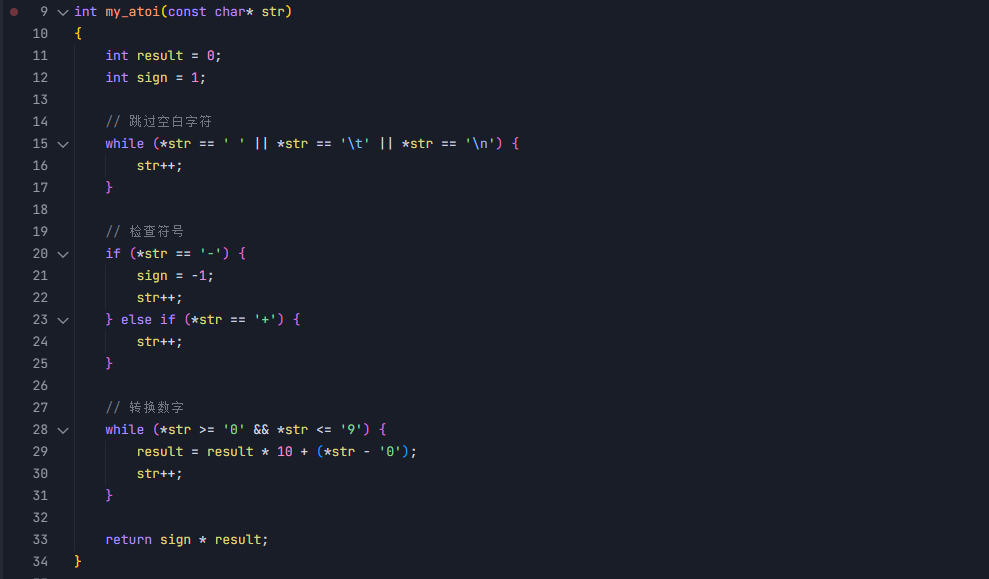 9 int my_atoi(const char* str)
10 {
11     int result = 0;
12     int sign = 1;
13
14     // 跳过空白字符
15     while (*str == ' ' || *str == '\t' || *str == '\n') {
16         str++;
17     }
18
19     // 检查符号
20     if (*str == '-') {
21         sign = -1;
22         str++;
23     } else if (*str == '+') {
24         str++;
25     }
26
27     // 转换数字
28     while (*str >= '0' && *str <= '9') {
29         result = result * 10 + (*str - '0');
30         str++;
31     }
32
33     return sign * result;
34 }